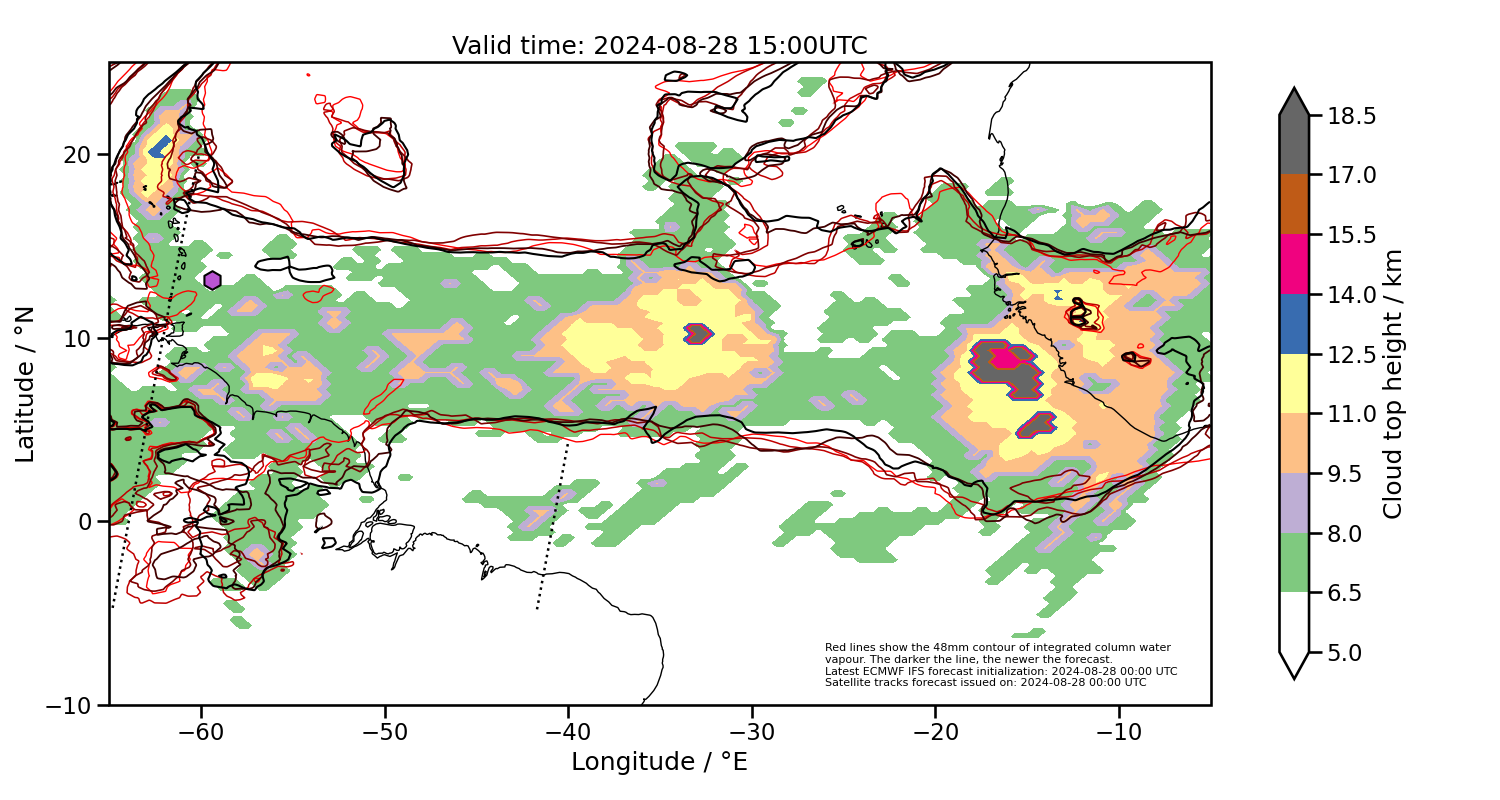 Valid time: 2024-08-28 15:00UTC
20
10
0
−10
Latitude / °N
−60
−50
−40
−30
−20
−10
Longitude / °E
Red lines show the 48mm contour of integrated column water
vapour. The darker the line, the newer the forecast.
Latest ECMWF IFS forecast initialization: 2024-08-28 00:00 UTC
Satellite tracks forecast issued on: 2024-08-28 00:00 UTC
18.5
17.0
15.5
14.0
12.5
11.0
9.5
8.0
6.5
5.0
Cloud top height / km